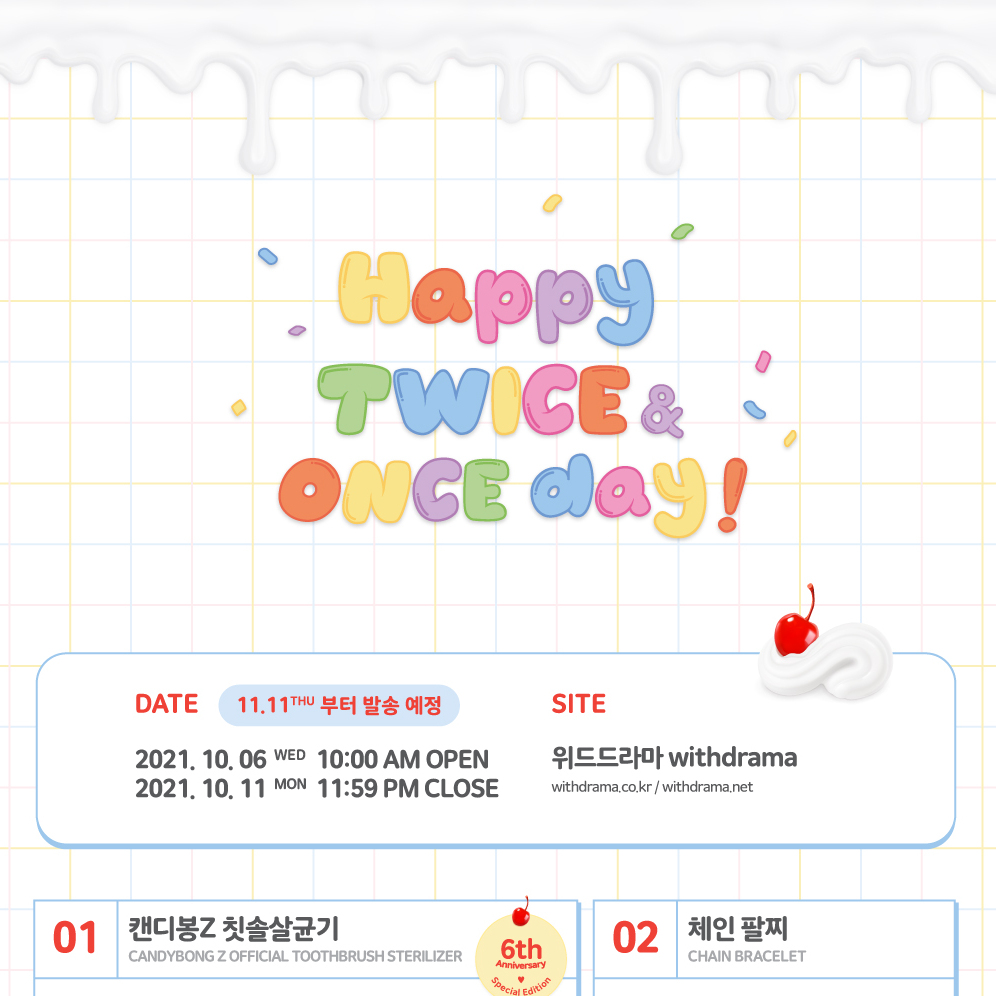 Happy
TWICE &
ONCE day!
DATE 11.11THU 부터 발송 예정
2021. 10. 06 WED 10:00 AM OPEN
2021. 10. 11 MON 11:59 PM CLOSE
SITE
위드드라마 withdrama
withdrama.co.kr / withdrama.net
01 캔디봉Z 칫솔살균기
CANDYBONG Z OFFICIAL TOOTHBRUSH STERILIZER
6th
Anniversary
♥
Special Edition
02 체인 팔찌
CHAIN BRACELET